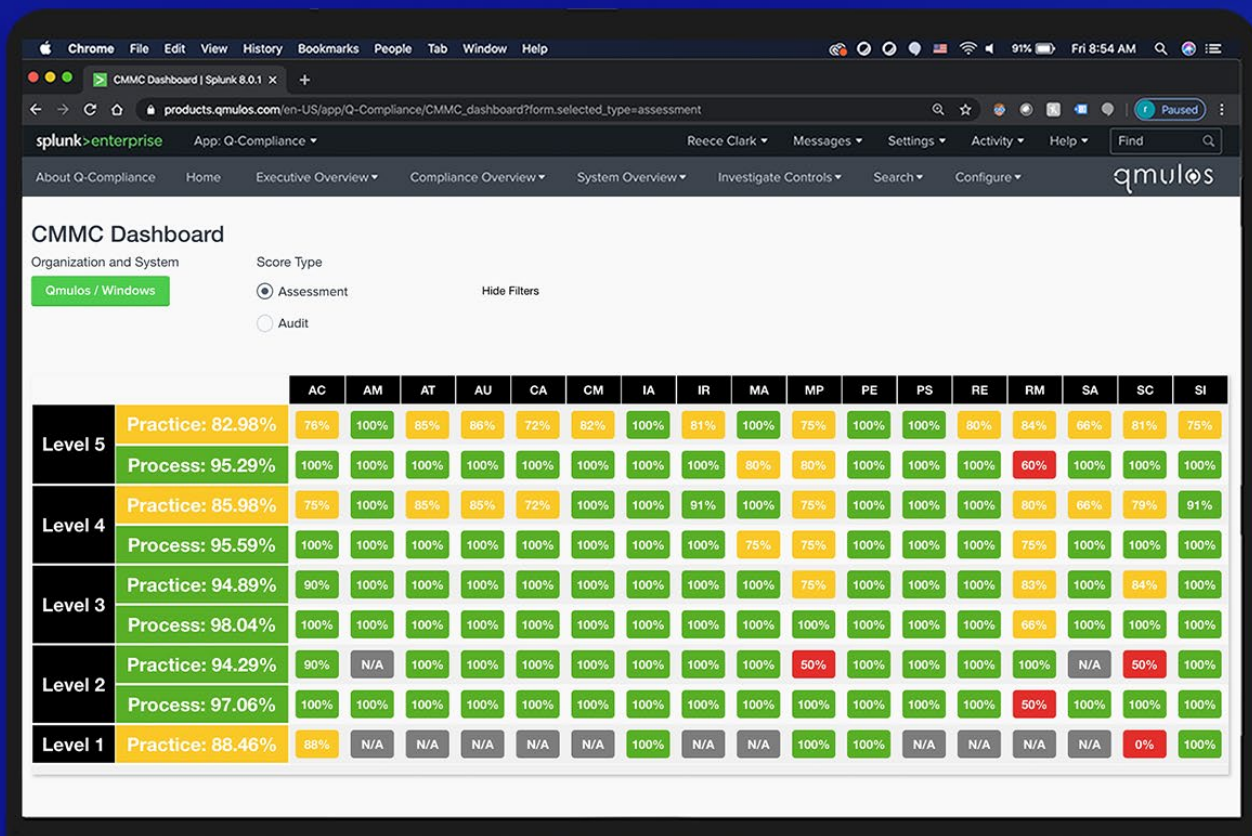 Chrome File Edit View History Bookmarks People Tab Window Help 91% Fri 8:54 AM
CMMC Dashboard | Splunk 8.0.1
products.qmulos.com/en-US/app/Q-Compliance/CMMC_dashboard?form.selected_type=assessment
r Paused
splunk>enterprise App: Q-Compliance Reece Clark Messages Settings Activity Help Find
About Q-Compliance Home Executive Overview Compliance Overview System Overview Investigate Controls Search Configure qmulos
CMMC Dashboard
Organization and System Score Type
Qmulos / Windows Assessment Hide Filters
Audit
AC AM AT AU CA CM IA IR MA MP PE PS RE RM SA SC SI
Level 5
Practice: 82.98% 76% 100% 85% 86% 72% 82% 100% 81% 100% 75% 100% 100% 80% 84% 66% 81% 75%
Process: 95.29% 100% 100% 100% 100% 100% 100% 100% 100% 80% 80% 100% 100% 100% 60% 100% 100% 100%
Level 4
Practice: 85.98% 75% 100% 85% 85% 72% 100% 100% 91% 100% 75% 100% 100% 100% 80% 66% 79% 91%
Process: 95.59% 100% 100% 100% 100% 100% 100% 100% 100% 75% 75% 100% 100% 100% 75% 100% 100% 100%
Level 3
Practice: 94.89% 90% 100% 100% 100% 100% 100% 100% 100% 100% 75% 100% 100% 100% 83% 100% 84% 100%
Process: 98.04% 100% 100% 100% 100% 100% 100% 100% 100% 100% 100% 100% 100% 100% 66% 100% 100% 100%
Level 2
Practice: 94.29% 90% N/A 100% 100% 100% 100% 100% 100% 100% 50% 100% 100% 100% 100% N/A 50% 100%
Process: 97.06% 100% 100% 100% 100% 100% 100% 100% 100% 100% 100% 100% 100% 100% 50% 100% 100% 100%
Level 1 Practice: 88.46% 88% N/A N/A N/A N/A N/A 100% N/A N/A 100% 100% N/A N/A N/A N/A 0% 100%